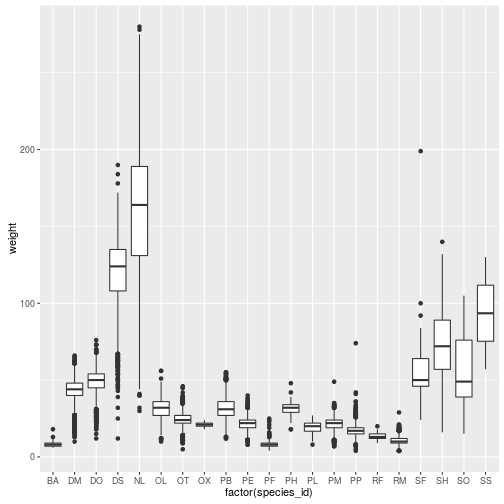 200
100
0
weight
BA DM DO DS NL OL OT OX PB PE PF PH PL PM PP RF RM SF SH SO SS
factor(species_id)